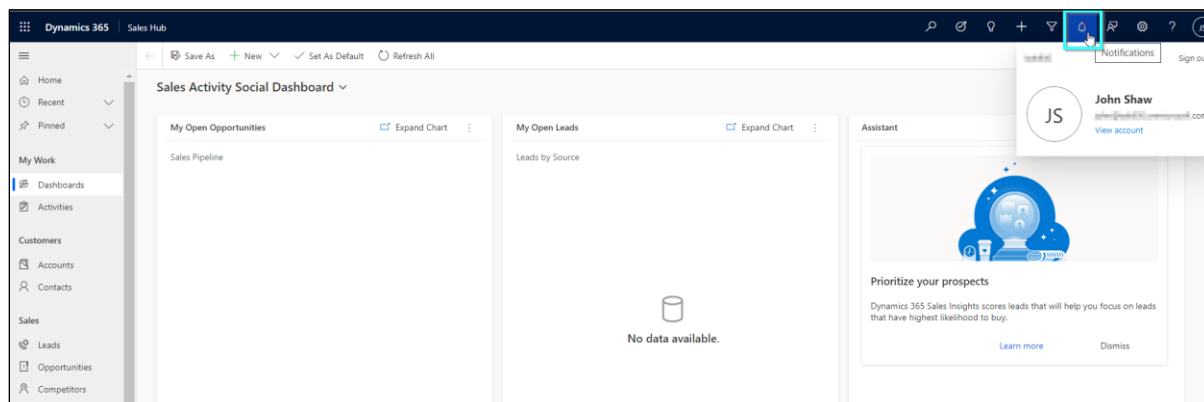 Dynamics 365 Sales Hub
Save As New Set As Default Refresh All
Notifications
Sign ou
John Shaw
.com
View account
JS
Home
Recent
Pinned
My Work
Dashboards
Activities
Customers
Accounts
Contacts
Sales
Leads
Opportunities
Competitors
Sales Activity Social Dashboard
My Open Opportunities Expand Chart
Sales Pipeline
My Open Leads Expand Chart
Leads by Source
No data available.
Assistant
Prioritize your prospects
Dynamics 365 Sales Insights scores leads that will help you focus on leads
that have highest likelihood to buy.
Learn more Dismiss